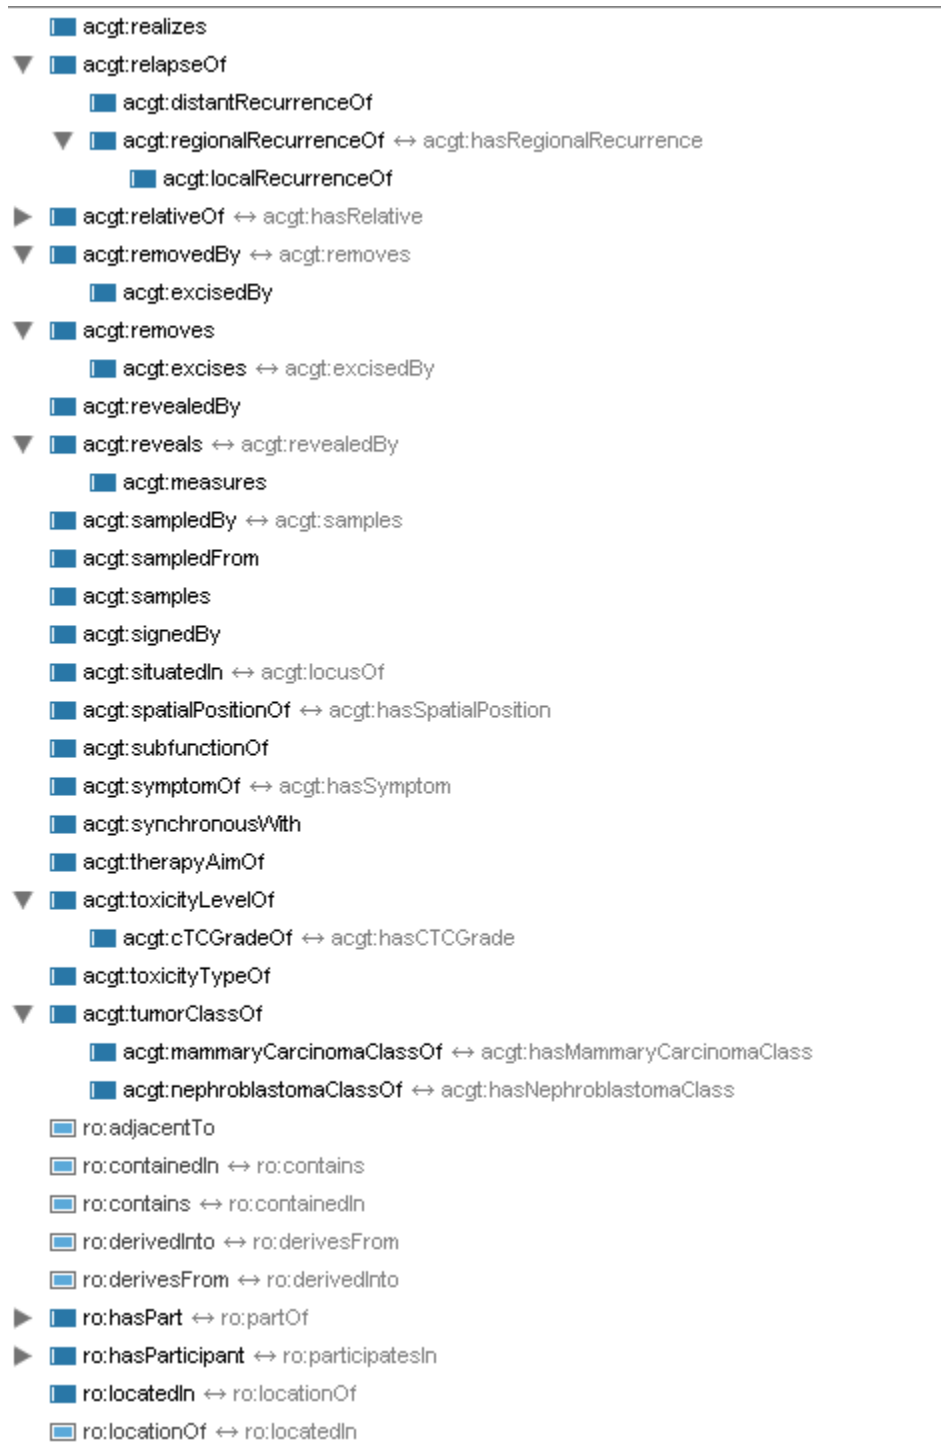 acgt:realizes
acgt:relapseOf
acgt:distantRecurrenceOf
acgt:regionalRecurrenceOf ↔ acgt:hasRegionalRecurrence
acgt:localRecurrenceOf
acgt:relativeOf ↔ acgt:hasRelative
acgt:removedBy ↔ acgt:removes
acgt:excisedBy
acgt:removes
acgt:excises ↔ acgt:excisedBy
acgt:revealedBy
acgt:reveals ↔ acgt:revealedBy
acgt:measures
acgt:sampledBy ↔ acgt:samples
acgt:sampledFrom
acgt:samples
acgt:signedBy
acgt:situatedIn ↔ acgt:locusOf
acgt:spatialPositionOf ↔ acgt:hasSpatialPosition
acgt:subfunctionOf
acgt:symptomOf ↔ acgt:hasSymptom
acgt:synchronousWith
acgt:therapyAimOf
acgt:toxicityLevelOf
acgt:cTCGradeOf ↔ acgt:hasCTCGrade
acgt:toxicityTypeOf
acgt:tumorClassOf
acgt:mammaryCarcinomaClassOf ↔ acgt:hasMammaryCarcinomaClass
acgt:nephroblastomaClassOf ↔ acgt:hasNephroblastomaClass
ro:adjacentTo
ro:containedIn ↔ ro:contains
ro:contains ↔ ro:containedIn
ro:derivedInto ↔ ro:derivesFrom
ro:derivesFrom ↔ ro:derivedInto
ro:hasPart ↔ ro:partOf
ro:hasParticipant ↔ ro:participatesIn
ro:locatedIn ↔ ro:locationOf
ro:locationOf ↔ ro:locatedIn